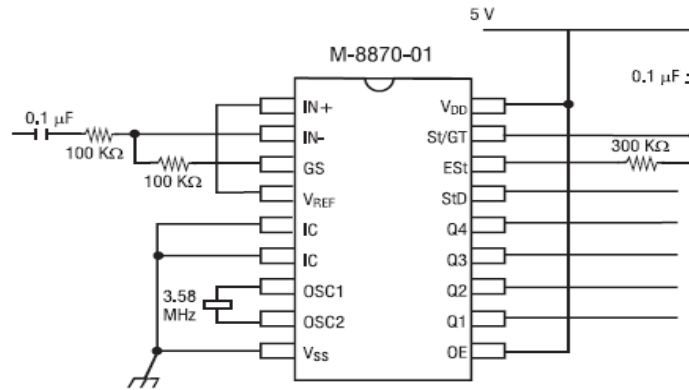 5 V
M-8870-01
0.1 µF
0.1 µF
100 KΩ
100 KΩ
300 KΩ
3.58
MHz
IN+
IN-
GS
VREF
IC
IC
OSC1
OSC2
VSS
VDD
St/GT
ESt
StD
Q4
Q3
Q2
Q1
OE